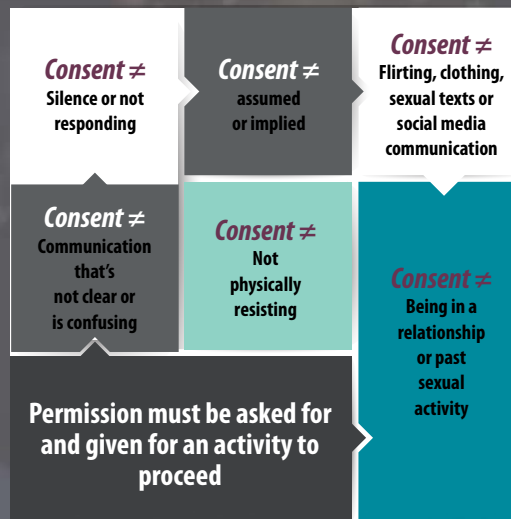 Consent ≠
Silence or not
responding
Consent ≠
assumed
or implied
Consent ≠
Flirting, clothing,
sexual texts or
social media
communication
Consent ≠
Communication
that's
not clear or
is confusing
Consent ≠
Not
physically
resisting
Consent ≠
Being in a
relationship
or past
sexual
activity
Permission must be asked for
and given for an activity to
proceed